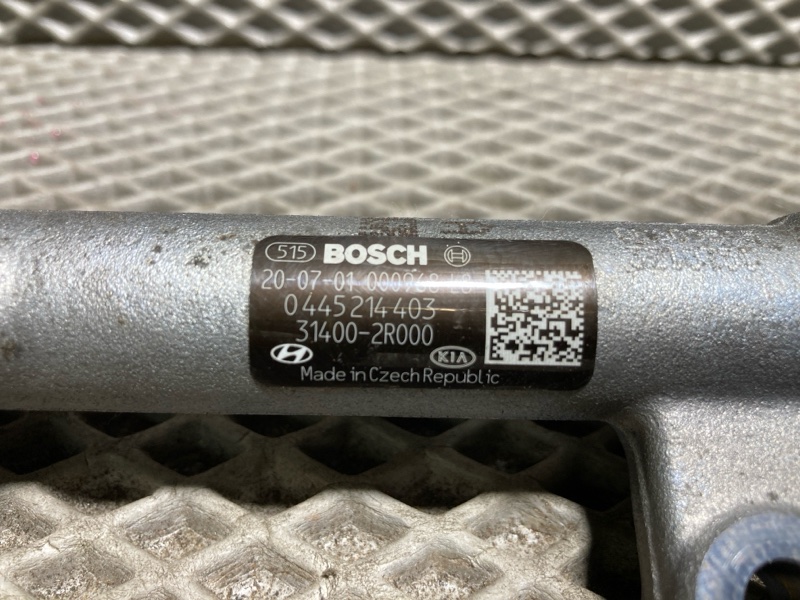 515 BOSCH
20-07-01
0445214403
31400-2R000
KIA
Made in Czech Republic